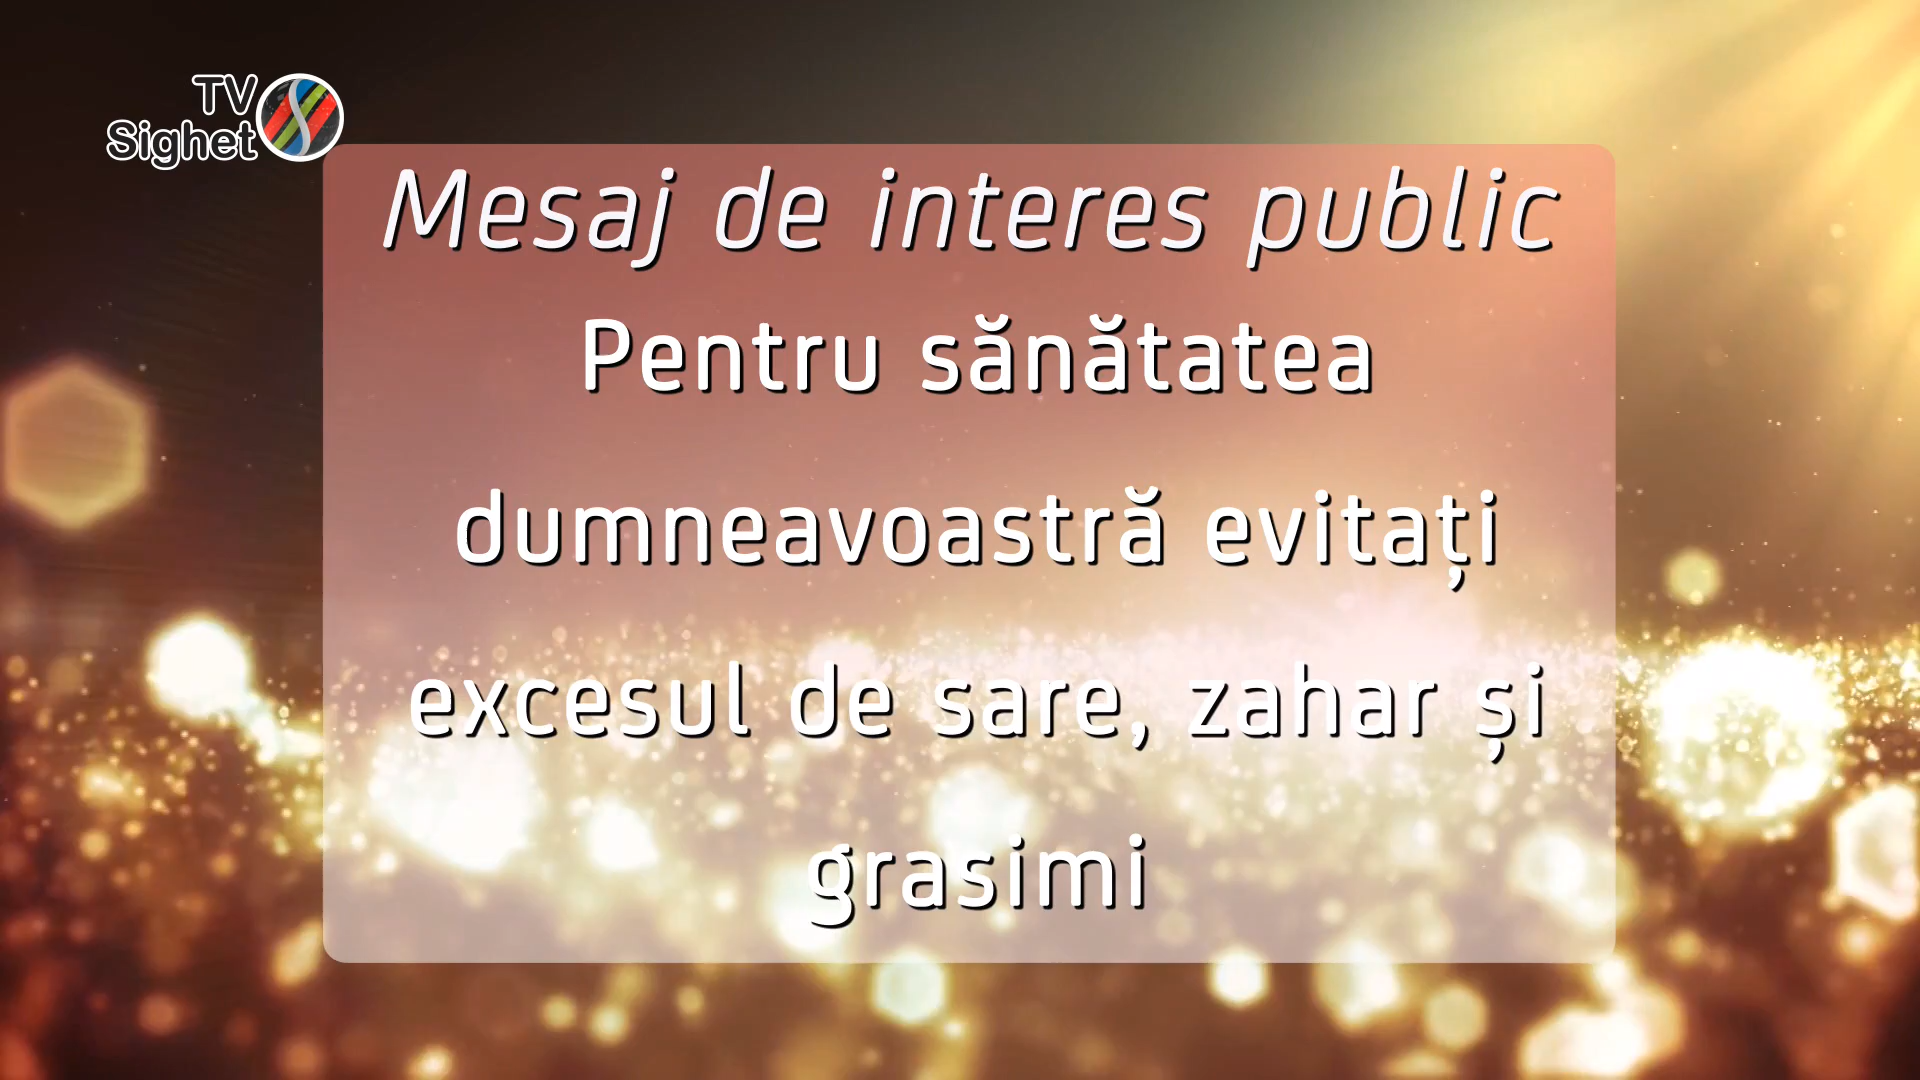 TV
Sighet
Mesaj de interes public
Pentru sănătatea
dumneavoastră evitați
excesul de sare, zahar și
grasimi